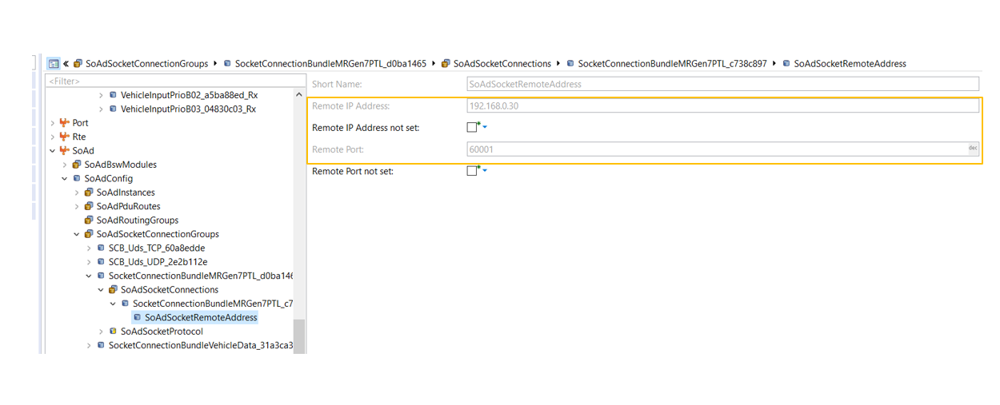 « SoAdSocketConnectionGroups ▸ SocketConnectionBundleMRGen7PTL_d0ba1465 ▸ SoAdSocketConnections ▸ SocketConnectionBundleMRGen7PTL_c738c897 ▸ SoAdSocketRemoteAddress
<Filter>
VehicleInputPrioB02_a5ba88ed_Rx
VehicleInputPrioB03_04830c03_Rx
Port
Rte
SoAd
SoAdBswModules
SoAdConfig
SoAdInstances
SoAdPduRoutes
SoAdRoutingGroups
SoAdSocketConnectionGroups
SCB_Uds_TCP_60a8edde
SCB_Uds_UDP_2e2b112e
SocketConnectionBundleMRGen7PTL_d0ba146
SoAdSocketConnections
SocketConnectionBundleMRGen7PTL_c7
SoAdSocketRemoteAddress
SoAdSocketProtocol
SocketConnectionBundleVehicleData_31a3ca3
Short Name: SoAdSocketRemoteAddress
Remote IP Address: 192.168.0.30
Remote IP Address not set:
Remote Port: 60001 dec
Remote Port not set: